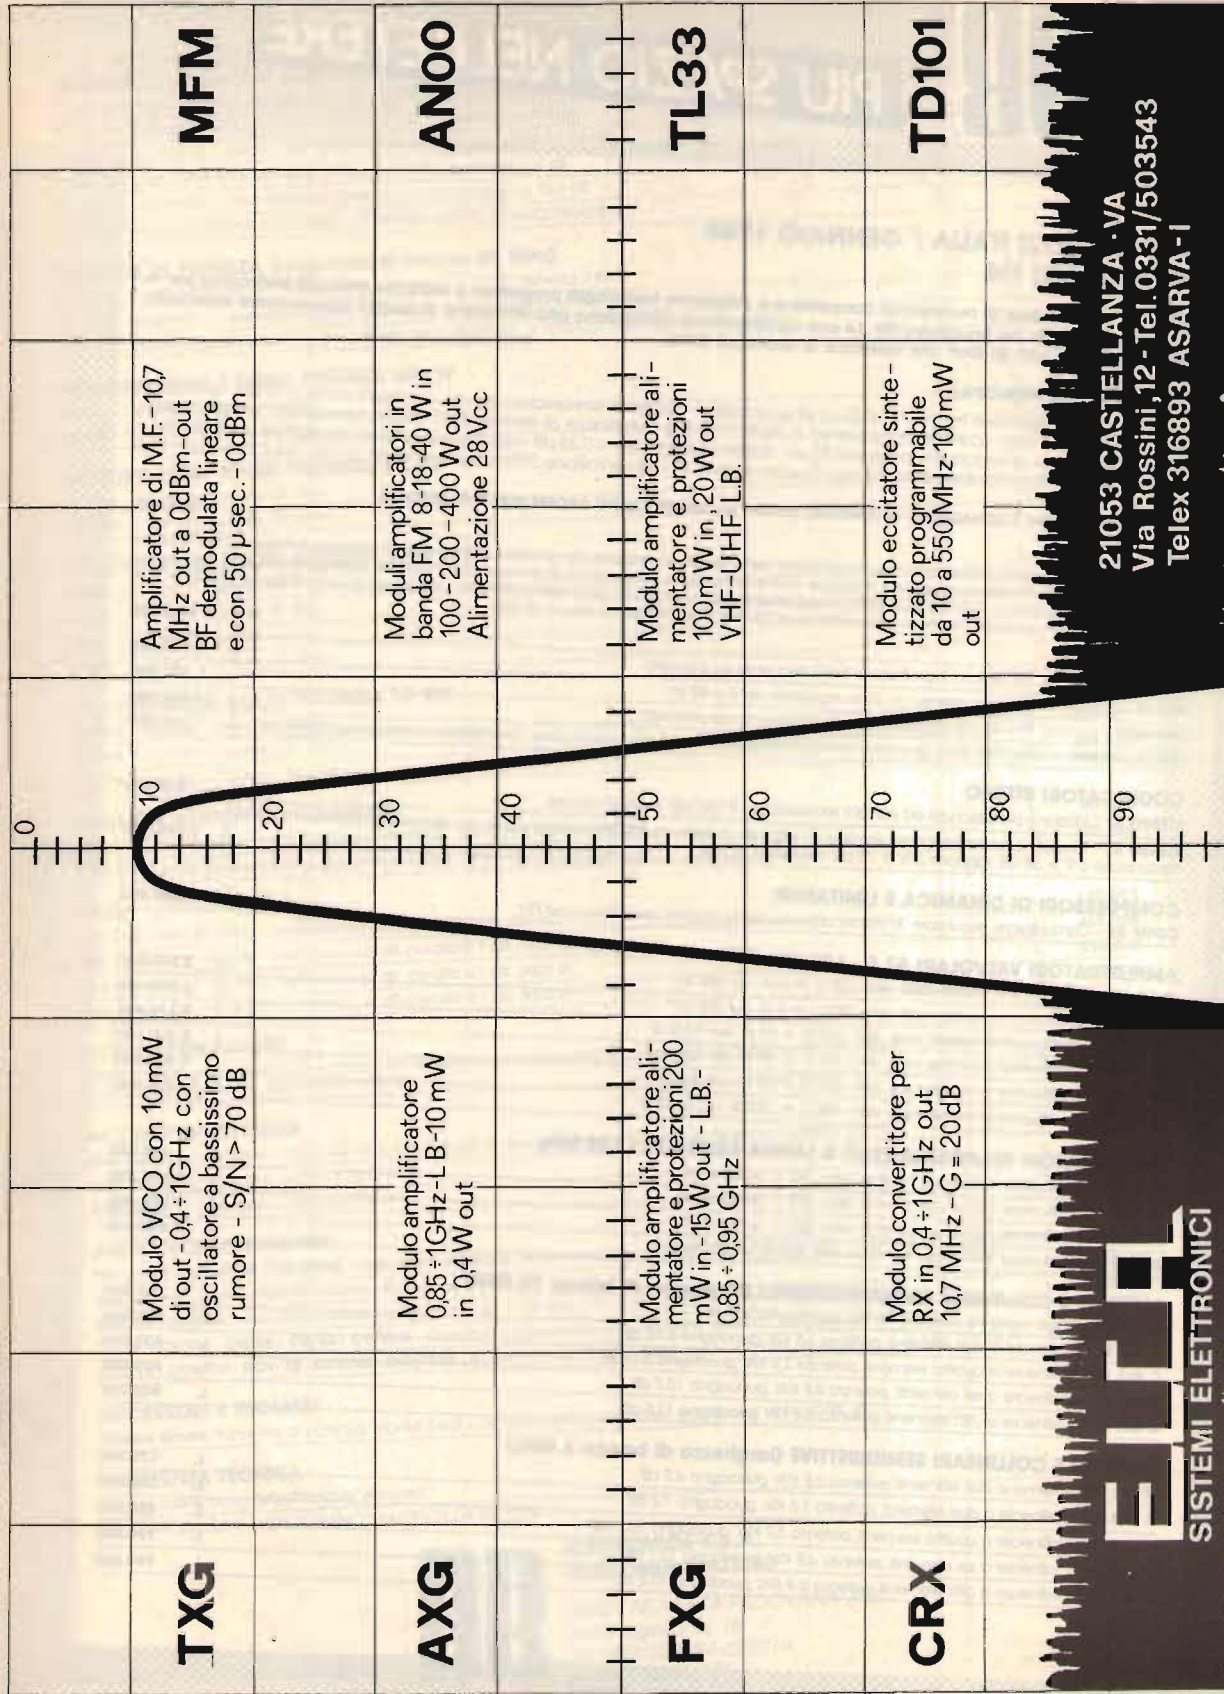 0
10
20
30
40
50
60
70
80
90
TXG
Modulo VCO con 10 mW
di out - 0,4 ÷ 1GHz con
oscillatore a bassissimo
rumore - S/N > 70 dB
AXG
Modulo amplificatore
0,85 ÷ 1GHz - L B - 10 mW
in 0,4 W out
FXG
Modulo amplificatore ali-
mentatore e protezioni 200
mW in - 15 W out - L.B. -
0,85 ÷ 0,95 GHz
CRX
Modulo convertitore per
RX in 0,4 ÷ 1GHz out
10,7 MHz - G = 20 dB
Amplificatore di M.F. - 10,7
MHz out a 0dBm - out
BF demodulata lineare
e con 50 µ sec. - 0dBm
MFM
Moduli amplificatori in
banda FM 8-18-40 W in
100-200-400 W out
Alimentazione 28 Vcc
AN00
Modulo amplificatore ali-
mentatore e protezioni
100mW in, 20 W out
VHF-UHF L.B.
TL33
Modulo eccitatore sinte-
tizzato programmabile
da 10 a 550 MHz-100mW
out
TD101
ELCA
SISTEMI ELETTRONICI
21053 CASTELLANZA - VA
Via Rossini,12 - Tel.0331/503543
Telex 316893 ASARVA - I